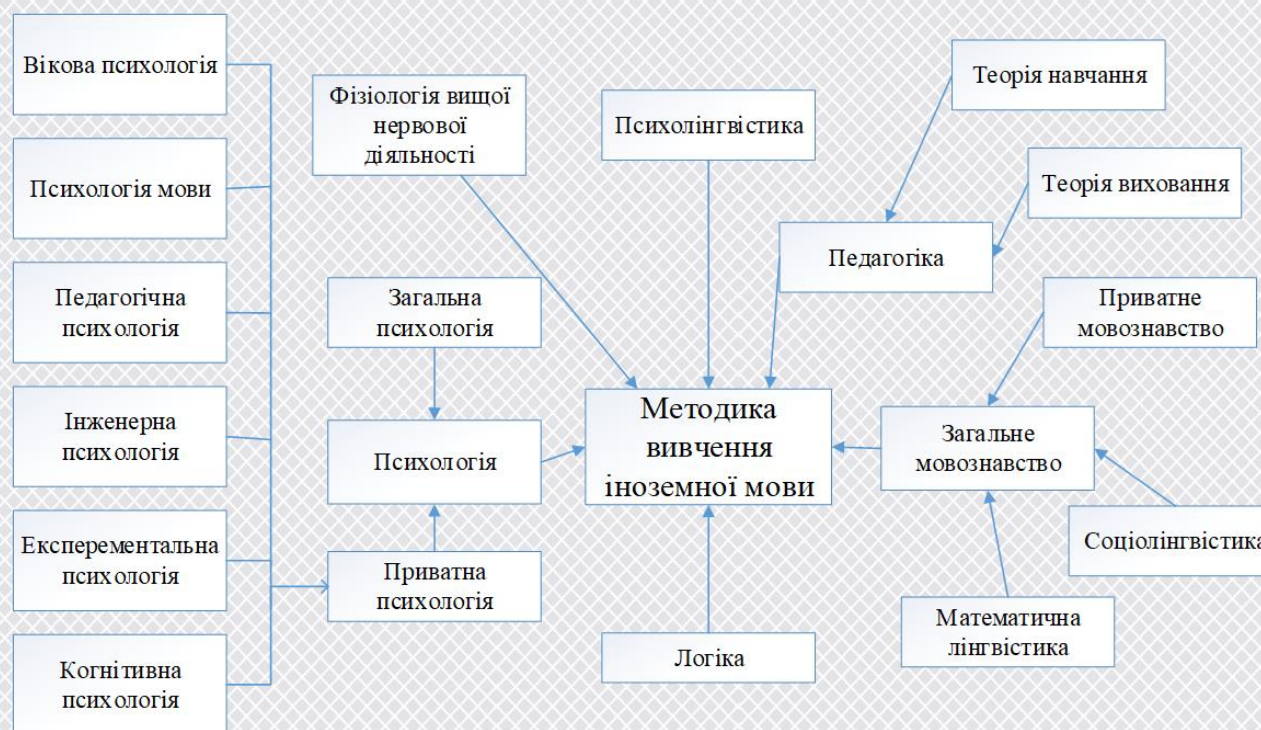 Вікова психологія
Психологія мови
Педагогічна
психологія
Інженерна
психологія
Експерементальна
психологія
Когнітивна
психологія
Фізіологія вищої
нервової
діяльності
Загальна
психологія
Психологія
Приватна
психологія
Психолінгвістика
Методика
вивчення
іноземної мови
Логіка
Теорія навчання
Теорія виховання
Педагогіка
Приватне
мовознавство
Загальне
мовознавство
Соціолінгвістика
Математична
лінгвістика